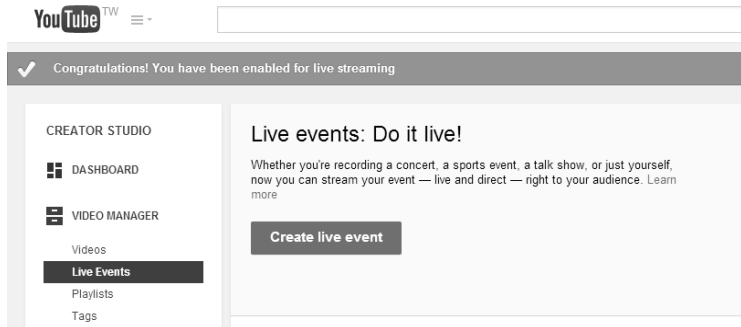 YouTube TW
Congratulations! You have been enabled for live streaming
CREATOR STUDIO
DASHBOARD
VIDEO MANAGER
Videos
Live Events
Playlists
Tags
Live events: Do it live!
Whether you're recording a concert, a sports event, a talk show, or just yourself,
now you can stream your event — live and direct — right to your audience. Learn
more
Create live event